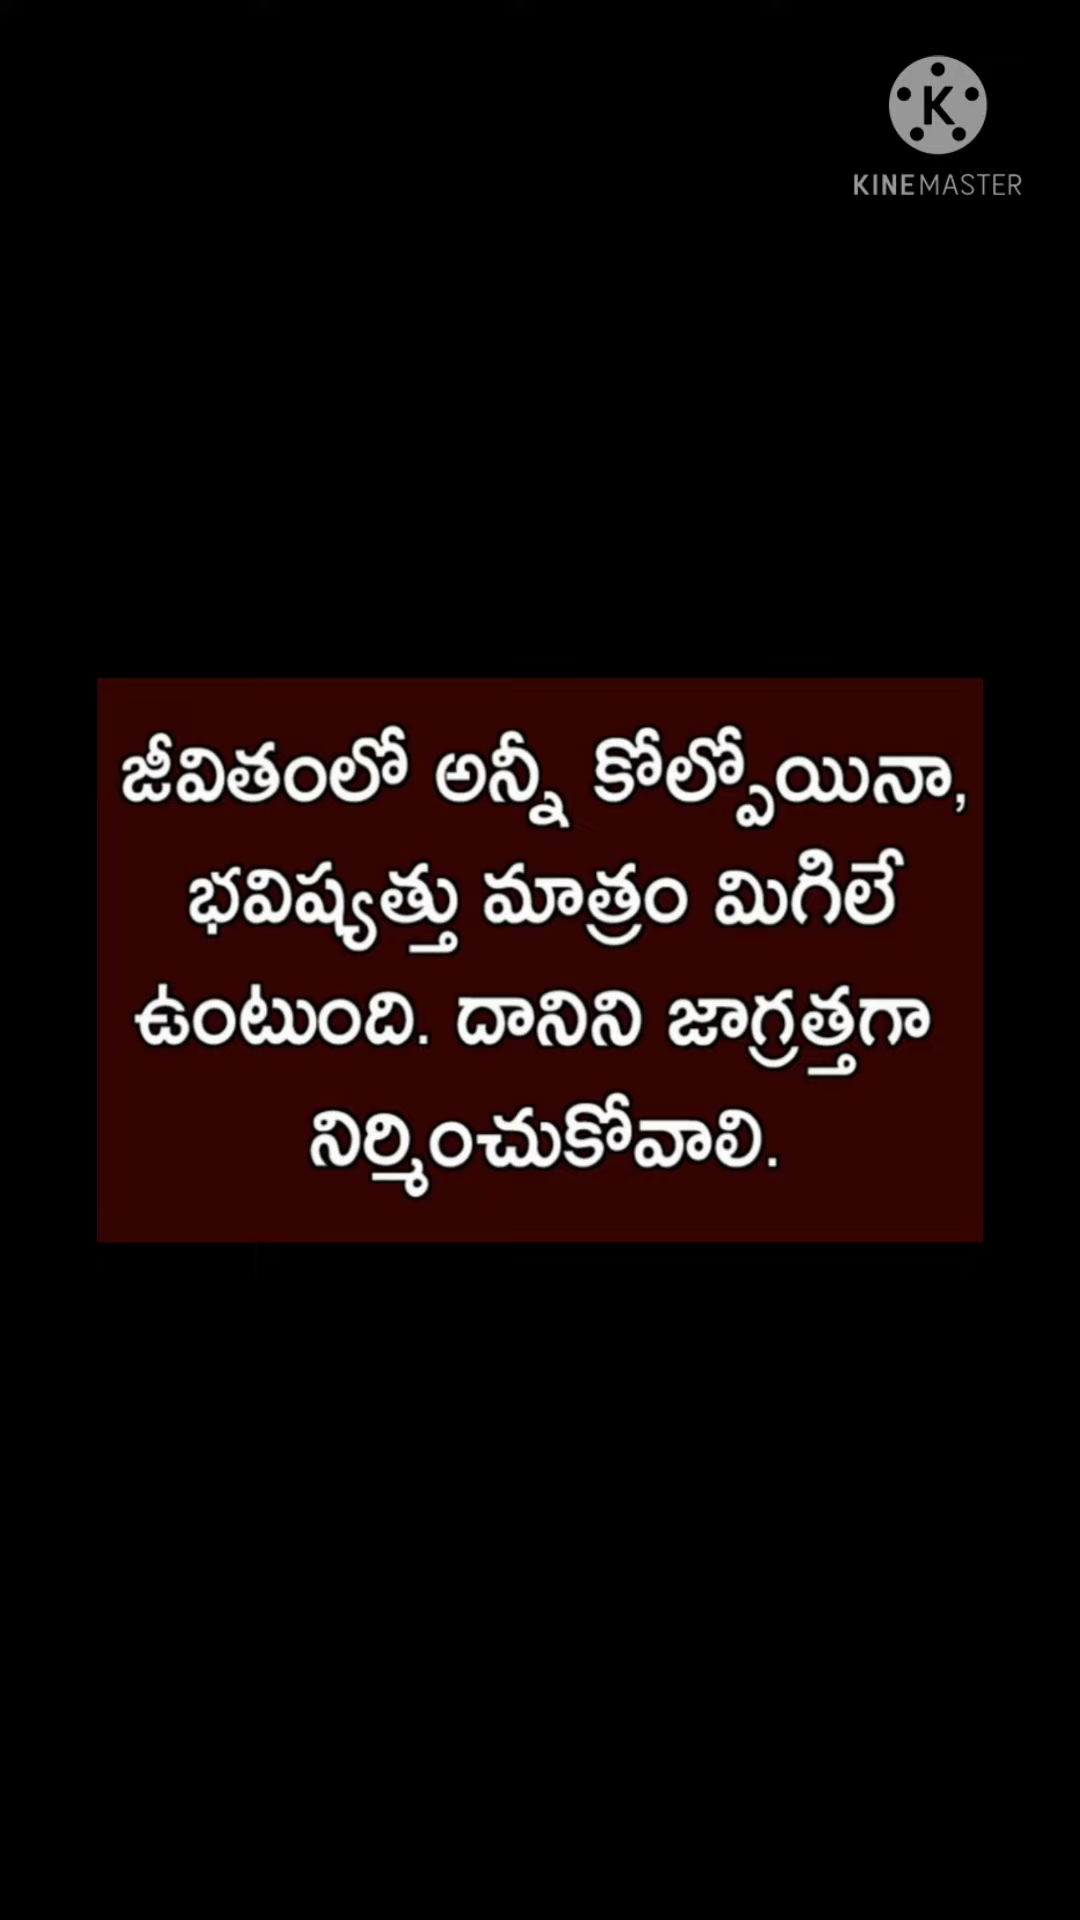 KINEMASTER
జీవితంలో అన్నీ కోల్పోయినా,
భవిష్యత్తు మాత్రం మిగిలే
ఉంటుంది. దానిని జాగ్రత్తగా
నిర్మించుకోవాలి.